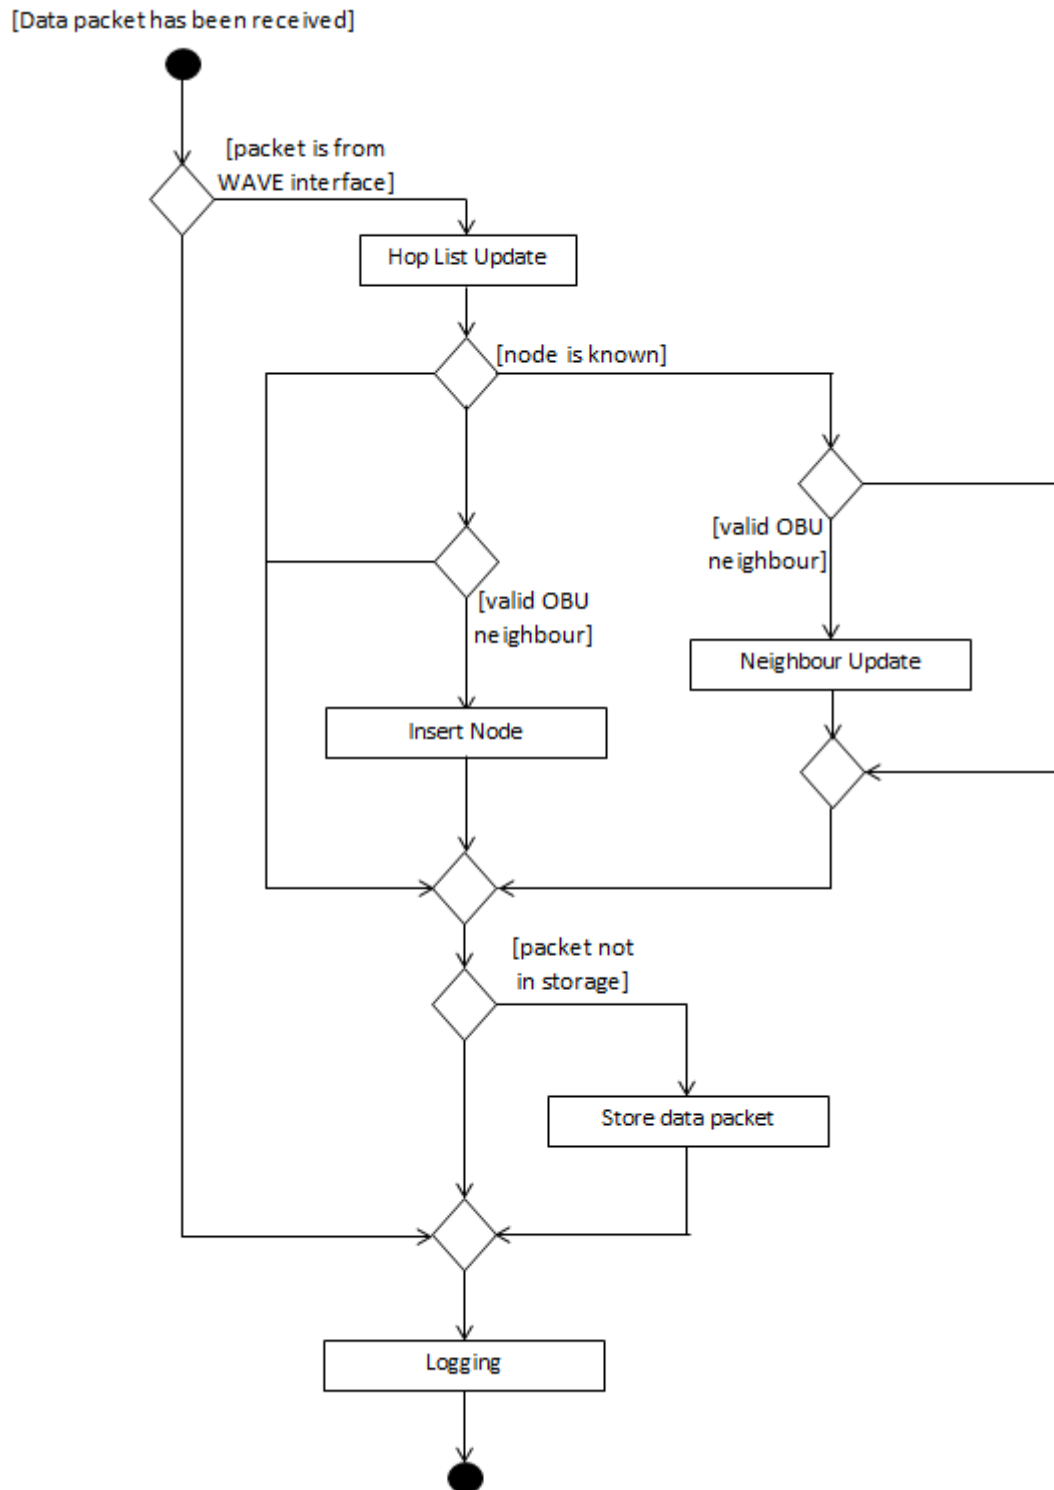 [Data packet has been received]
[packet is from
WAVE interface]
Hop List Update
[node is known]
[valid OBU
neighbour]
[valid OBU
neighbour]
Neighbour Update
Insert Node
[packet not
in storage]
Store data packet
Logging